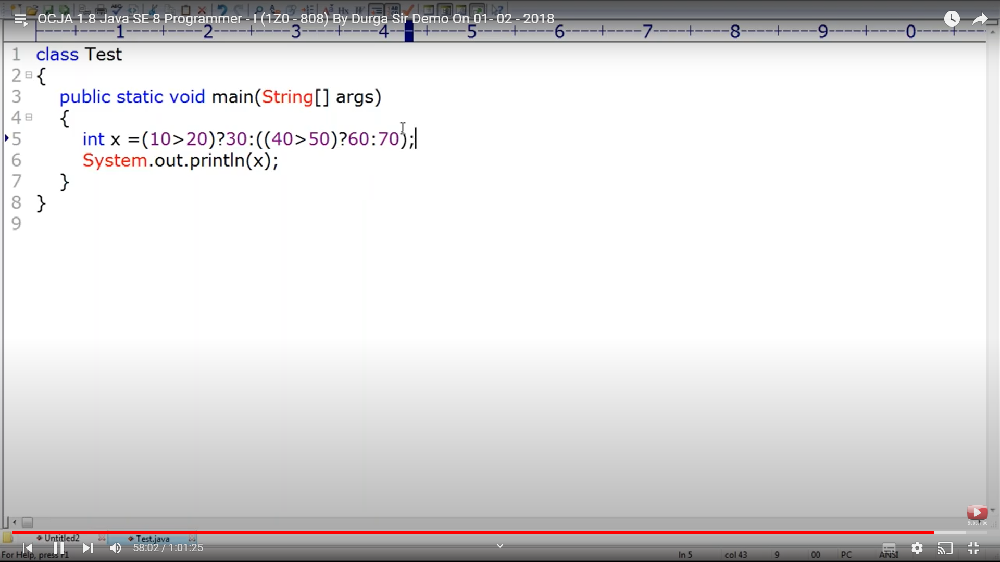 OCJA 1.8 Java SE 8 Programmer - I (1Z0 - 808) By Durga Sir Demo On 01- 02 - 2018
----+----1----+----2----+----3----+----4----+----5----+----6----+----7----+----8----+----9----+----0----+----
1 class Test
2 {
3 public static void main(String[] args)
4 {
5 int x =(10>20)?30:((40>50)?60:70);
6 System.out.println(x);
7 }
8 }
9
Subscribe
Untitled2 Test.java
58:02 / 1:01:25
For Help, press F1 ln 5 col 43 9 00 PC ANSI